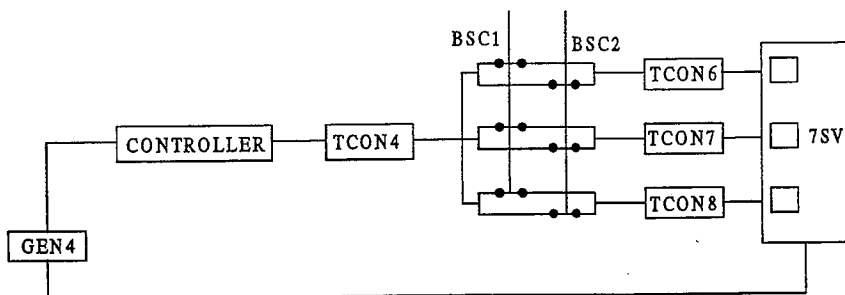 BSC1
BSC2
TCON6
CONTROLLER
TCON4
TCON7
7SV
TCON8
GEN4